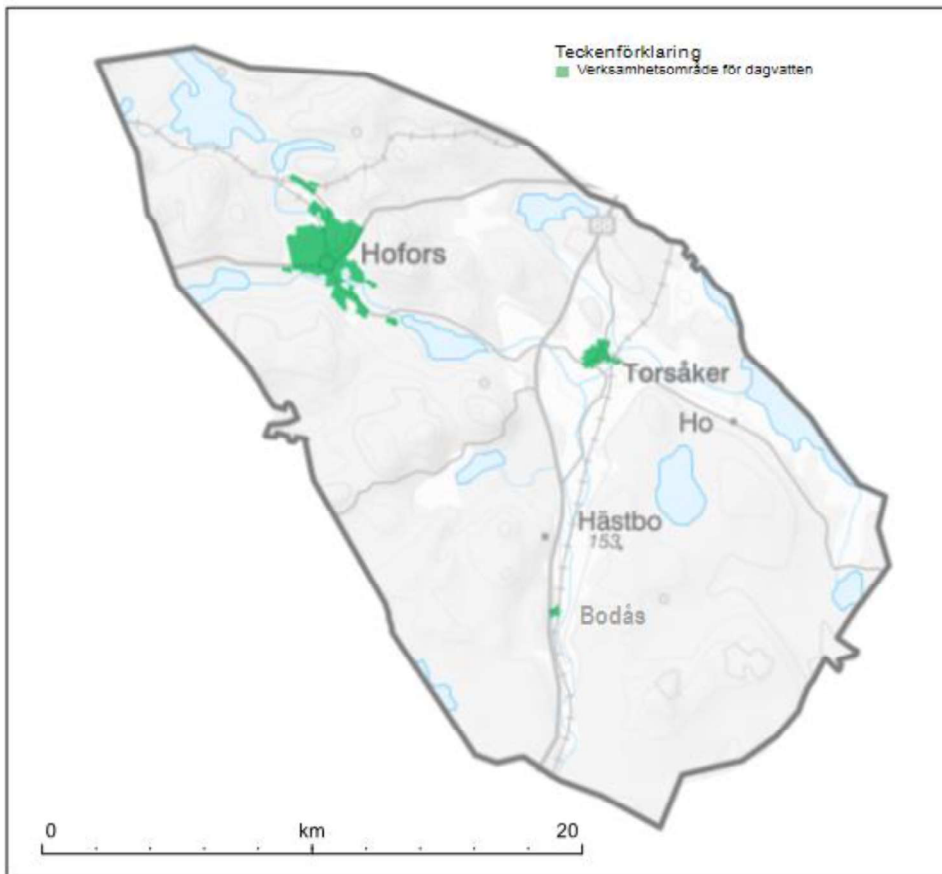 Teckenförklaring
Verksamhetsområde för dagvatten
Hofors
Torsåker
Ho
Hästbo
153
Bodås
0 km 20